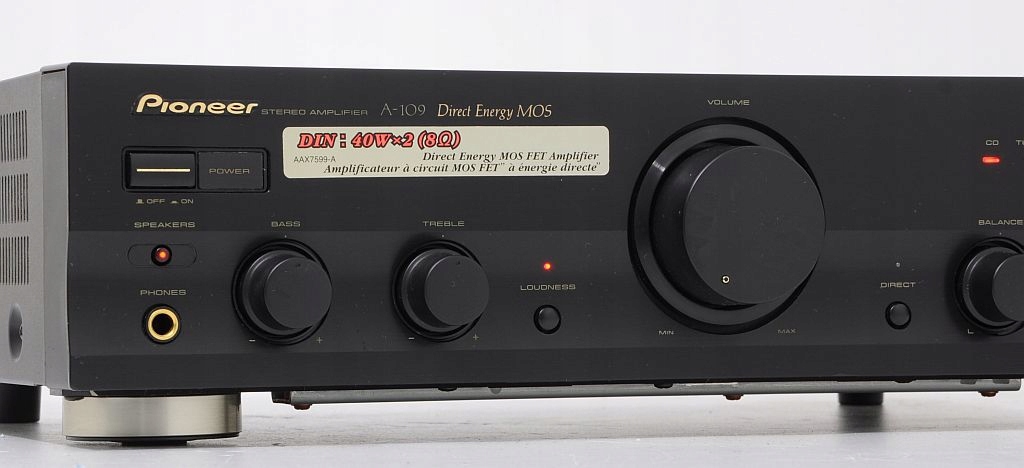 Pioneer STEREO AMPLIFIER A-109 Direct Energy MOS
DIN : 40W×2 (8Ω)
AAX7599-A
Direct Energy MOS FET Amplifier
Amplificateur à circuit MOS FET" à énergie directe"
POWER
OFF ON
SPEAKERS
PHONES
BASS
- +
TREBLE
- +
LOUDNESS
VOLUME
MIN MAX
CD TU
DIRECT
BALANCE
L